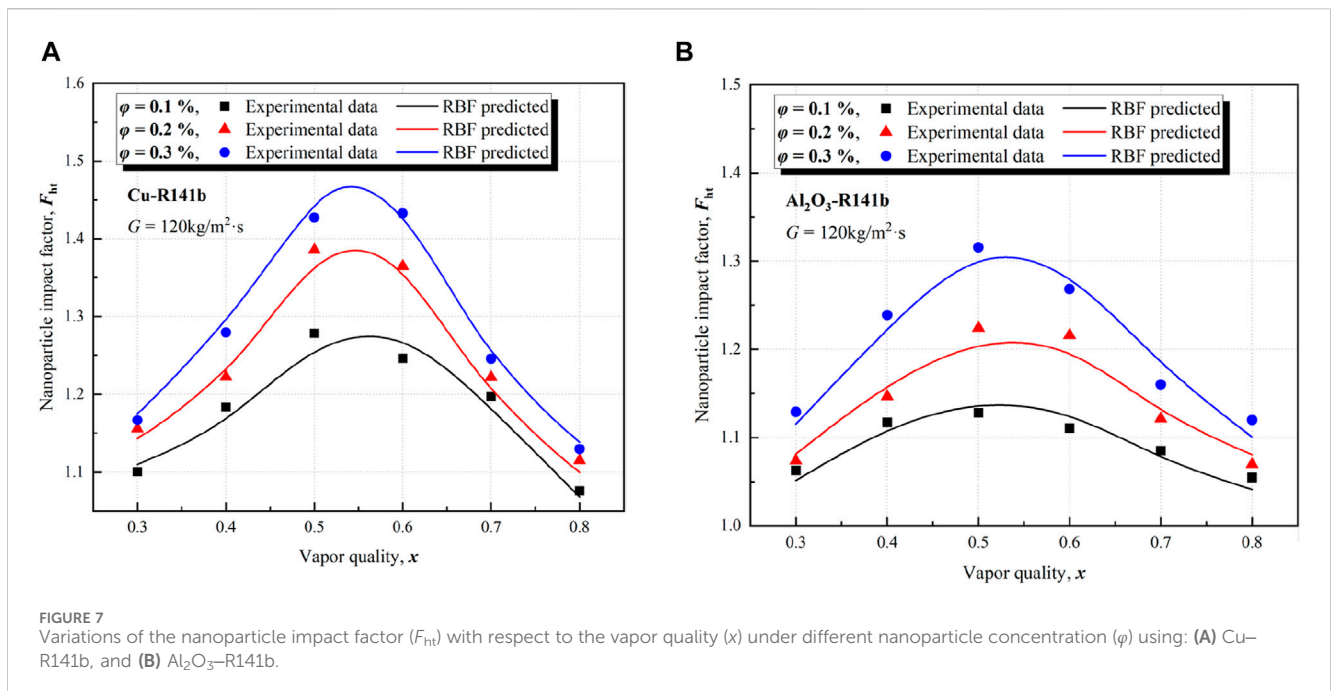 A
Nanoparticle impact factor, Fht
1.6
1.5
1.4
1.3
1.2
1.1
φ = 0.1 %, Experimental data RBF predicted
φ = 0.2 %, Experimental data RBF predicted
φ = 0.3 %, Experimental data RBF predicted
Cu-R141b
G = 120kg/m²·s
0.3 0.4 0.5 0.6 0.7 0.8
Vapor quality, x
B
Nanoparticle impact factor, Fht
1.5
1.4
1.3
1.2
1.1
1.0
φ = 0.1 %, Experimental data RBF predicted
φ = 0.2 %, Experimental data RBF predicted
φ = 0.3 %, Experimental data RBF predicted
Al₂O₃-R141b
G = 120kg/m²·s
0.3 0.4 0.5 0.6 0.7 0.8
Vapor quality, x
FIGURE 7
Variations of the nanoparticle impact factor (Fht) with respect to the vapor quality (x) under different nanoparticle concentration (φ) using: (A) Cu–
R141b, and (B) Al₂O₃–R141b.